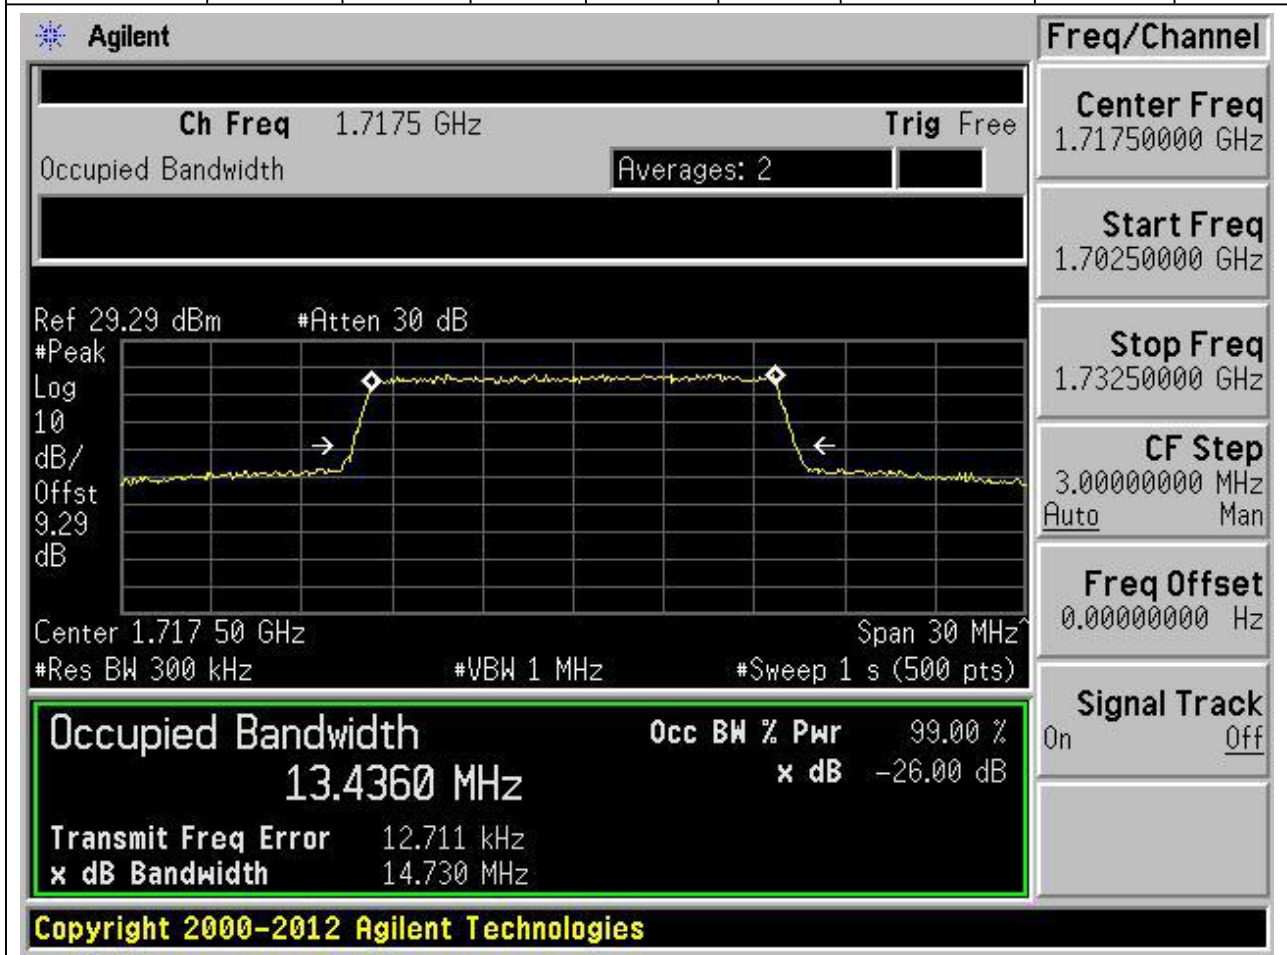 Agilent
Freq/Channel
Ch Freq 1.7175 GHz Trig Free
Occupied Bandwidth Averages: 2
Center Freq
1.71750000 GHz
Start Freq
1.70250000 GHz
Stop Freq
1.73250000 GHz
CF Step
3.00000000 MHz
Auto Man
Freq Offset
0.00000000 Hz
Signal Track
On Off
Ref 29.29 dBm #Atten 30 dB
#Peak
Log
10
dB/
Offst
9.29
dB
Center 1.717 50 GHz Span 30 MHz^
#Res BW 300 kHz #VBW 1 MHz #Sweep 1 s (500 pts)
Occupied Bandwidth Occ BW % Pwr 99.00 %
13.4360 MHz x dB -26.00 dB
Transmit Freq Error 12.711 kHz
x dB Bandwidth 14.730 MHz
Copyright 2000-2012 Agilent Technologies